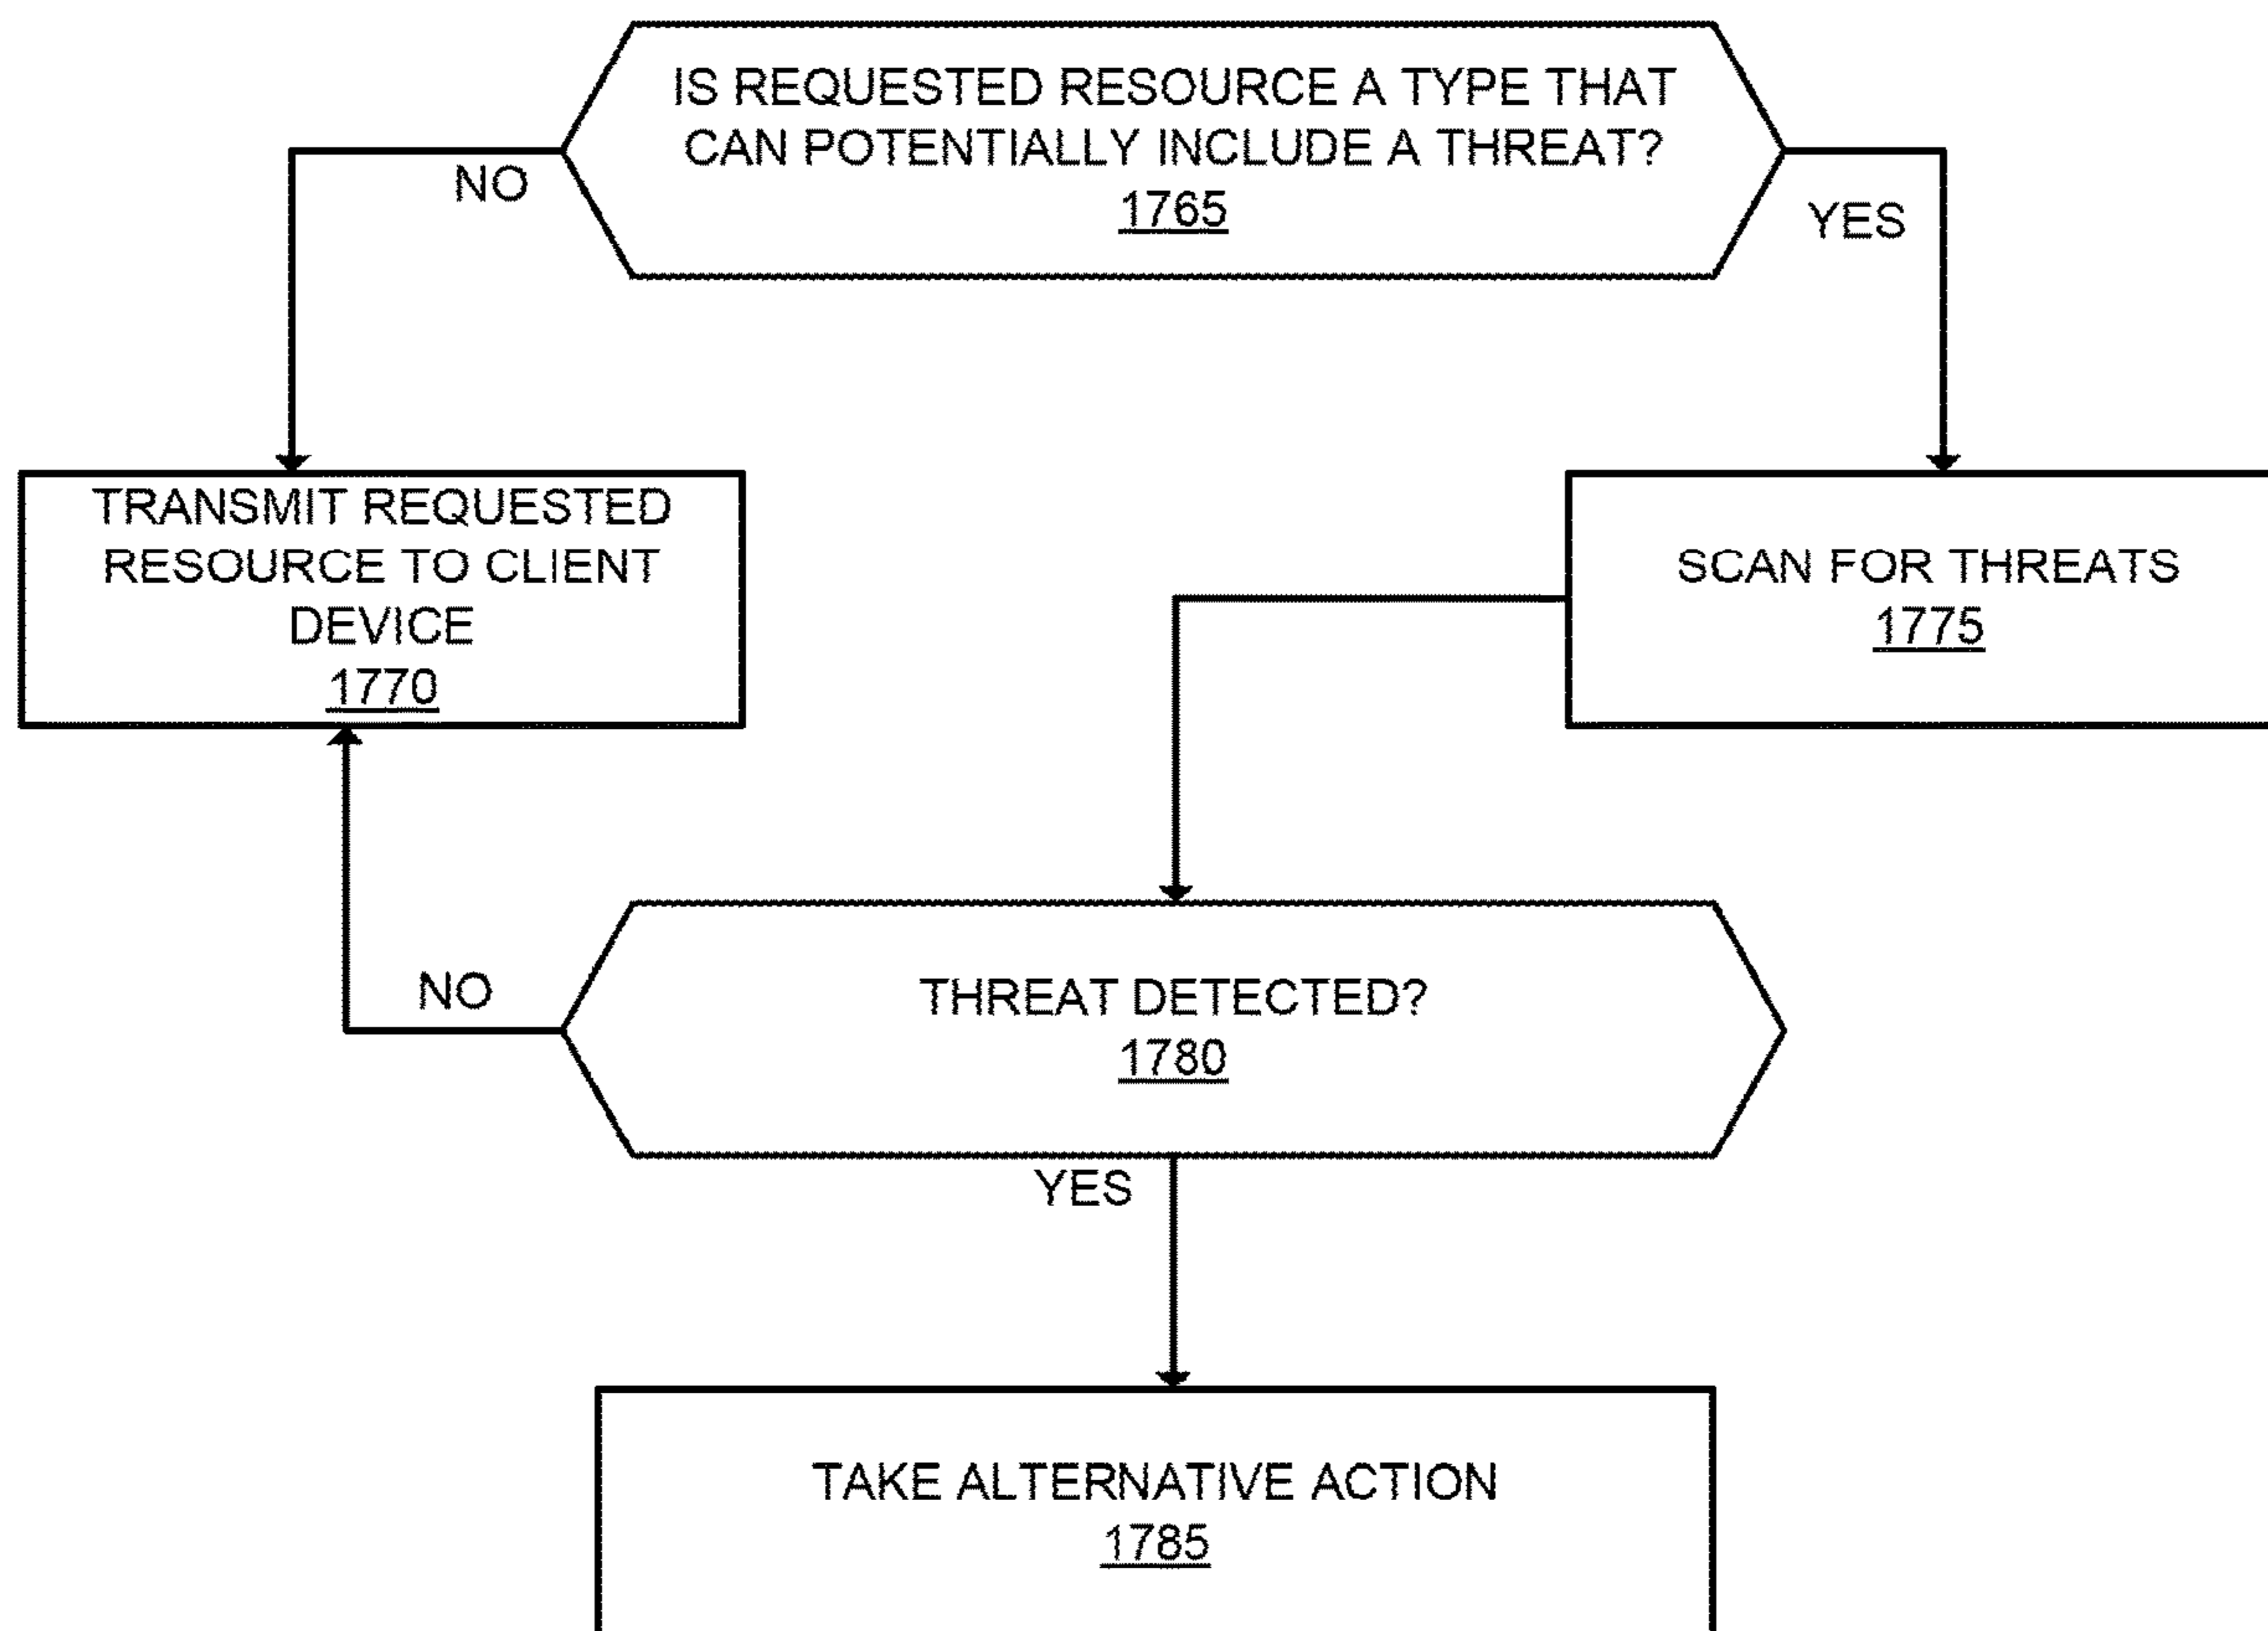 IS REQUESTED RESOURCE A TYPE THAT
CAN POTENTIALLY INCLUDE A THREAT?
1765
NO
YES
TRANSMIT REQUESTED
RESOURCE TO CLIENT
DEVICE
1770
SCAN FOR THREATS
1775
NO
THREAT DETECTED?
1780
YES
TAKE ALTERNATIVE ACTION
1785